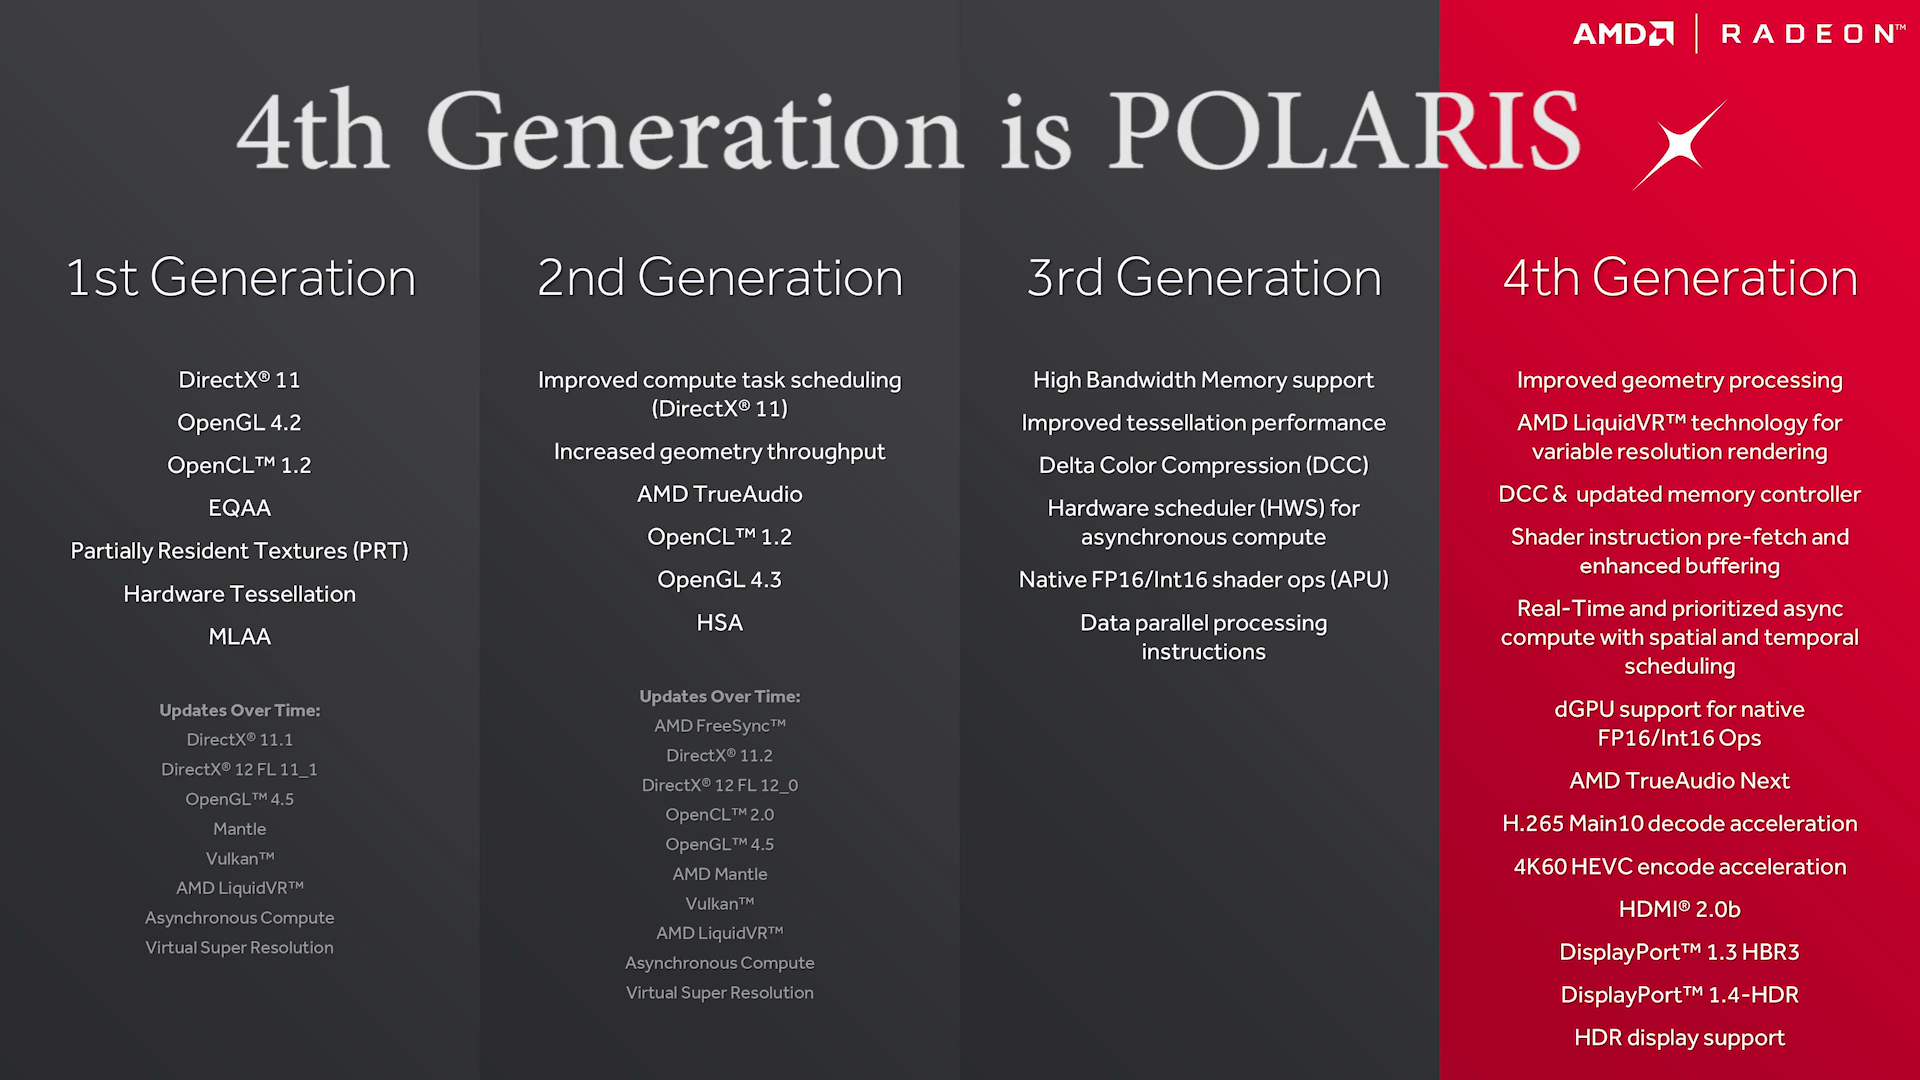 AMD | RADEON™
4th Generation is POLARIS
1st Generation
DirectX® 11
OpenGL 4.2
OpenCL™ 1.2
EQAA
Partially Resident Textures (PRT)
Hardware Tessellation
MLAA
Updates Over Time:
DirectX® 11.1
DirectX® 12 FL 11_1
OpenGL™ 4.5
Mantle
Vulkan™
AMD LiquidVR™
Asynchronous Compute
Virtual Super Resolution
2nd Generation
Improved compute task scheduling
(DirectX® 11)
Increased geometry throughput
AMD TrueAudio
OpenCL™ 1.2
OpenGL 4.3
HSA
Updates Over Time:
AMD FreeSync™
DirectX® 11.2
DirectX® 12 FL 12_0
OpenCL™ 2.0
OpenGL™ 4.5
AMD Mantle
Vulkan™
AMD LiquidVR™
Asynchronous Compute
Virtual Super Resolution
3rd Generation
High Bandwidth Memory support
Improved tessellation performance
Delta Color Compression (DCC)
Hardware scheduler (HWS) for
asynchronous compute
Native FP16/Int16 shader ops (APU)
Data parallel processing
instructions
4th Generation
Improved geometry processing
AMD LiquidVR™ technology for
variable resolution rendering
DCC & updated memory controller
Shader instruction pre-fetch and
enhanced buffering
Real-Time and prioritized async
compute with spatial and temporal
scheduling
dGPU support for native
FP16/Int16 Ops
AMD TrueAudio Next
H.265 Main10 decode acceleration
4K60 HEVC encode acceleration
HDMI® 2.0b
DisplayPort™ 1.3 HBR3
DisplayPort™ 1.4-HDR
HDR display support